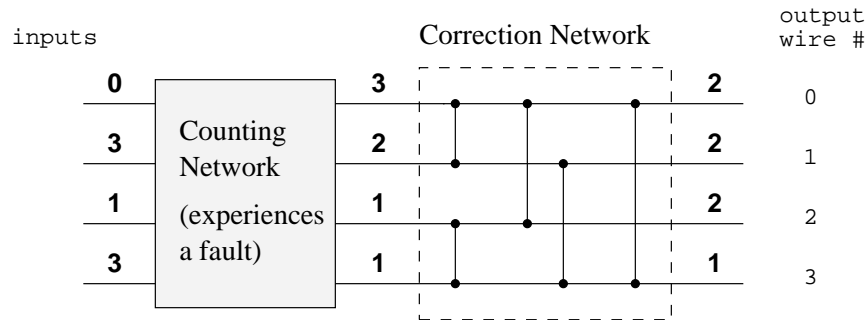 output
inputs
Correction Network
wire #
0 3 2 0
Counting
3 2 2 1
Network
1 1 2 2
(experiences
a fault)
3 1 1 3